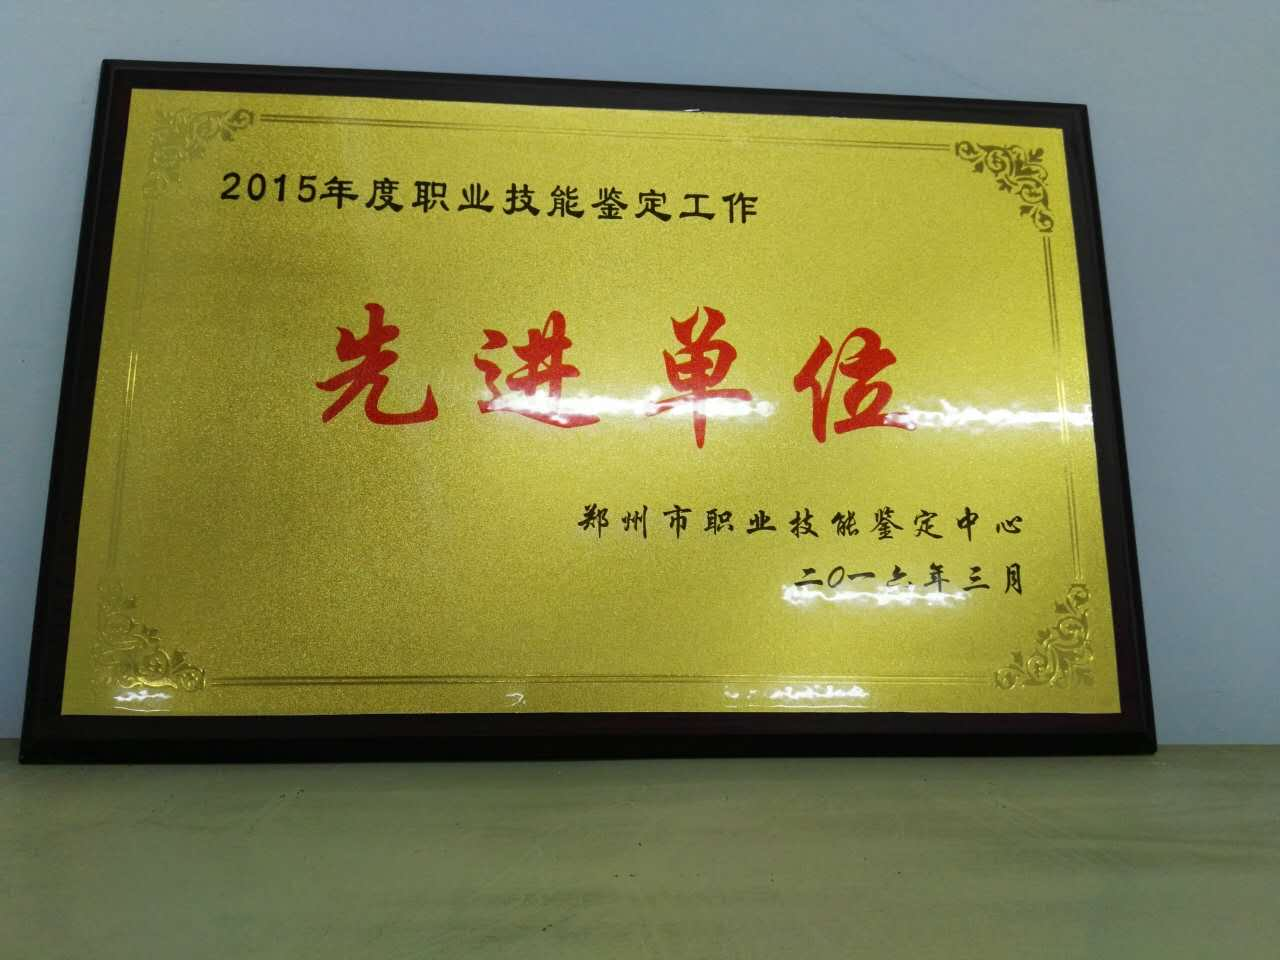 2015年度职业技能鉴定工作
先进单位
郑州市职业技能鉴定中心
二0一六年三月